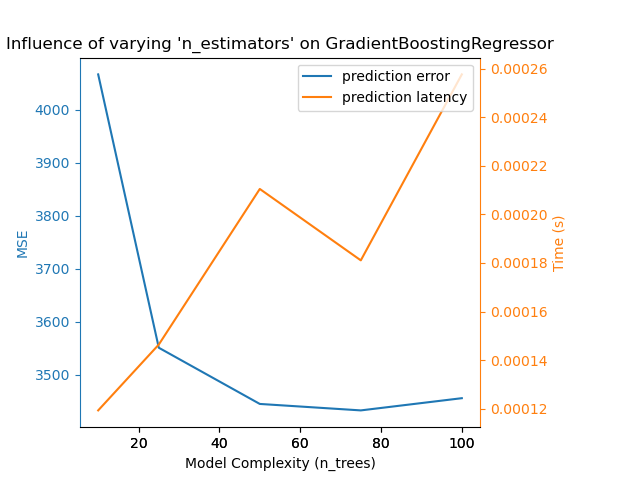 Influence of varying 'n_estimators' on GradientBoostingRegressor
prediction error
prediction latency
MSE
4000
3900
3800
3700
3600
3500
0.00026
0.00024
0.00022
0.00020
0.00018
0.00016
0.00014
0.00012
Time (s)
20 40 60 80 100
Model Complexity (n_trees)